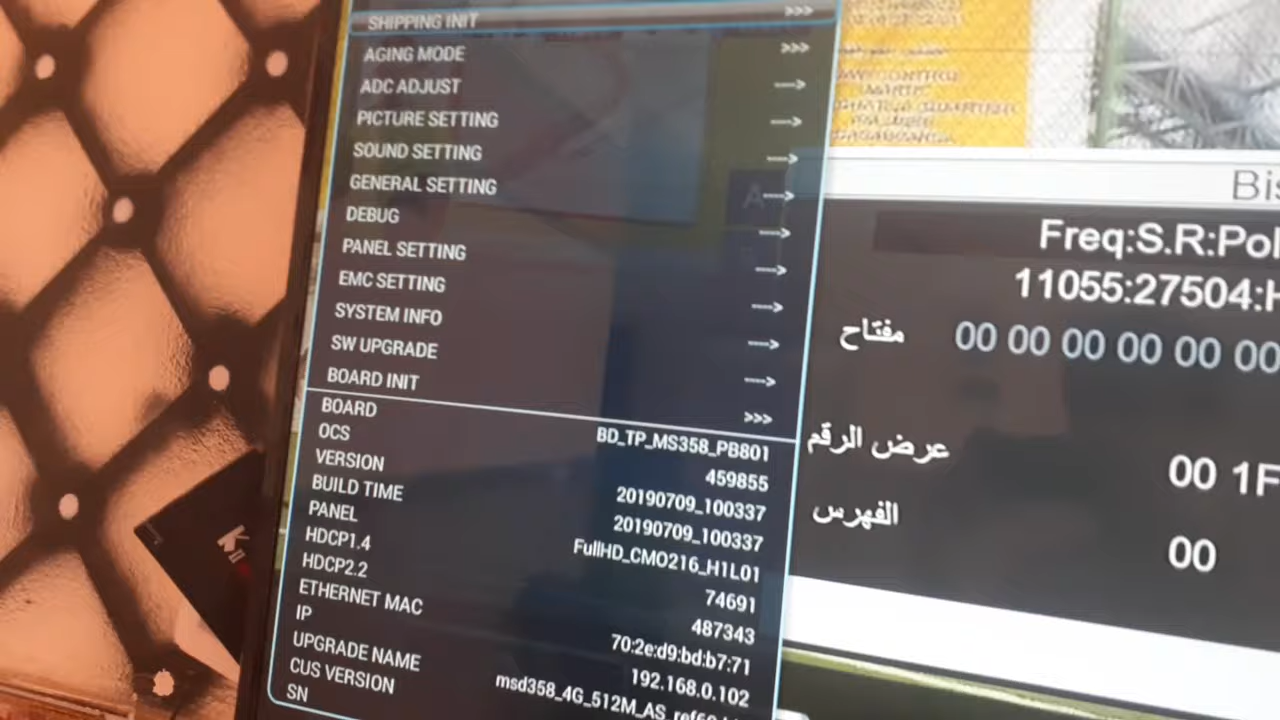 SHIPPING INIT >>>
AGING MODE >>>
ADC ADJUST --->
PICTURE SETTING --->
SOUND SETTING --->
GENERAL SETTING --->
DEBUG --->
PANEL SETTING --->
EMC SETTING --->
SYSTEM INFO --->
SW UPGRADE --->
BOARD INIT >>>
BOARD BD_TP_MS358_PB801
OCS 459855
VERSION 20190709_100337
BUILD TIME 20190709_100337
PANEL FullHD_CMO216_H1L01
HDCP1.4 74691
HDCP2.2 487343
ETHERNET MAC 70:2e:d9:bd:b7:71
IP 192.168.0.102
UPGRADE NAME msd358_4G_512M_AS
CUS VERSION
SN
Bis
Freq:S.R:Pol
11055:27504:H
مفتاح 00 00 00 00 00 00
عرض الرقم 00 1F
الفهرس 00